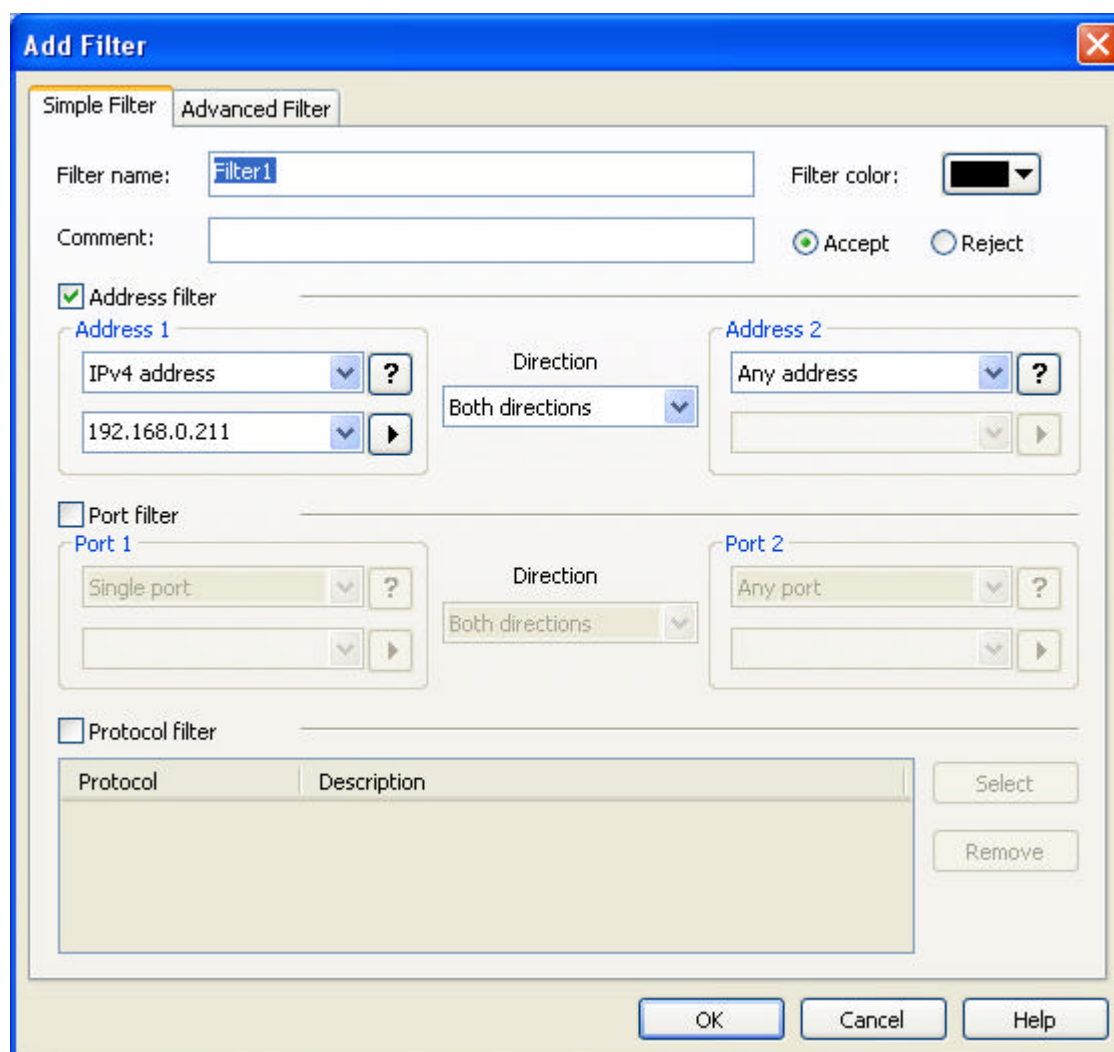 Add Filter
Simple Filter Advanced Filter
Filter name: Filter1 Filter color:
Comment: Accept Reject
Address filter
Address 1 Address 2
Direction
IPv4 address ? Any address ?
Both directions
192.168.0.211
Port filter
Port 1 Port 2
Direction
Single port ? Any port ?
Both directions
Protocol filter
Protocol Description Select
Remove
OK Cancel Help